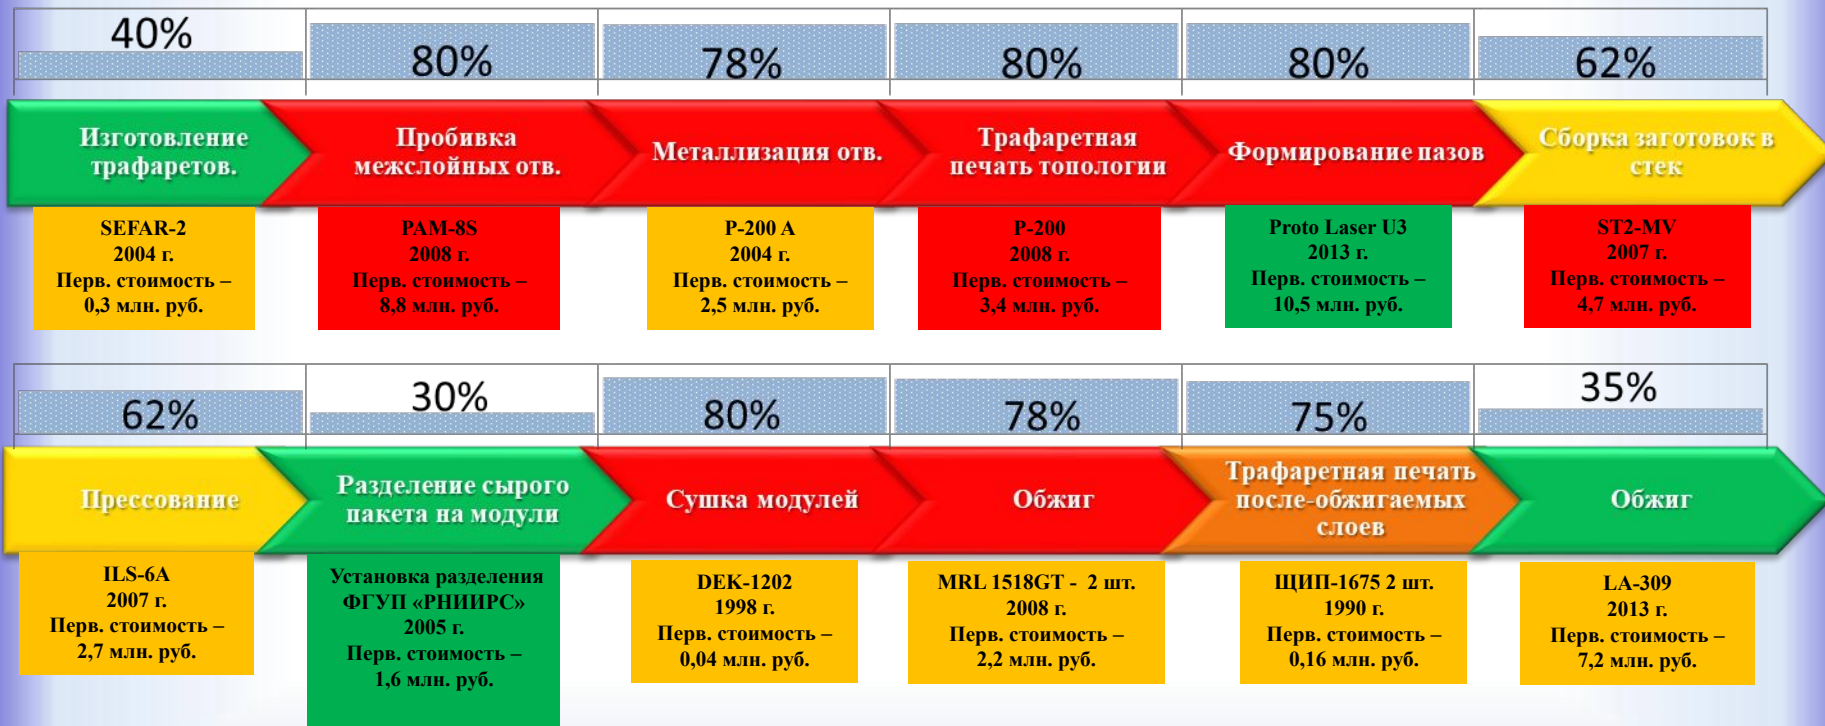 40%
80%
78%
80%
80%
62%
Изготовление
трафаретов.
Пробивка
межслойных отв.
Металлизация отв.
Трафаретная
печать топологии
Формирование пазов
Сборка заготовок в
стек
SEFAR-2
2004 г.
Перв. стоимость –
0,3 млн. руб.
PAM-8S
2008 г.
Перв. стоимость –
8,8 млн. руб.
P-200 A
2004 г.
Перв. стоимость –
2,5 млн. руб.
P-200
2008 г.
Перв. стоимость –
3,4 млн. руб.
Proto Laser U3
2013 г.
Перв. стоимость –
10,5 млн. руб.
ST2-MV
2007 г.
Перв. стоимость –
4,7 млн. руб.
62%
30%
80%
78%
75%
35%
Прессование
Разделение сырого
пакета на модули
Сушка модулей
Обжиг
Трафаретная печать
после-обжигаемых
слоев
Обжиг
ILS-6A
2007 г.
Перв. стоимость –
2,7 млн. руб.
Установка разделения
ФГУП «РНИИРС»
2005 г.
Перв. стоимость –
1,6 млн. руб.
DEK-1202
1998 г.
Перв. стоимость –
0,04 млн. руб.
MRL 1518GT - 2 шт.
2008 г.
Перв. стоимость –
2,2 млн. руб.
ЩИП-1675 2 шт.
1990 г.
Перв. стоимость –
0,16 млн. руб.
LA-309
2013 г.
Перв. стоимость –
7,2 млн. руб.